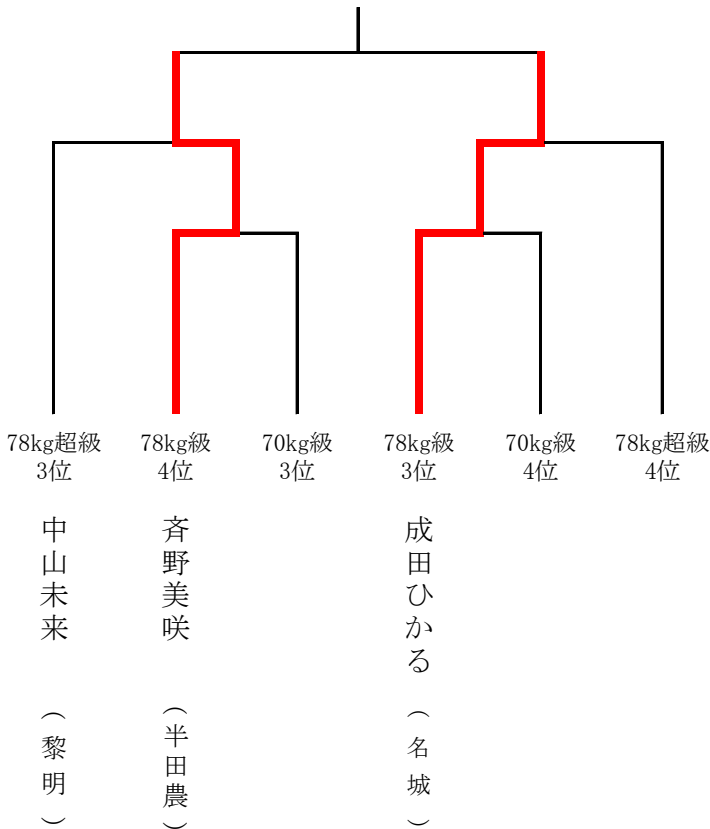 78kg超級
3位
78kg級
4位
70kg級
3位
78kg級
3位
70kg級
4位
78kg超級
4位
中山未来
(黎明)
斉野美咲
(半田農)
成田ひかる
(名城)